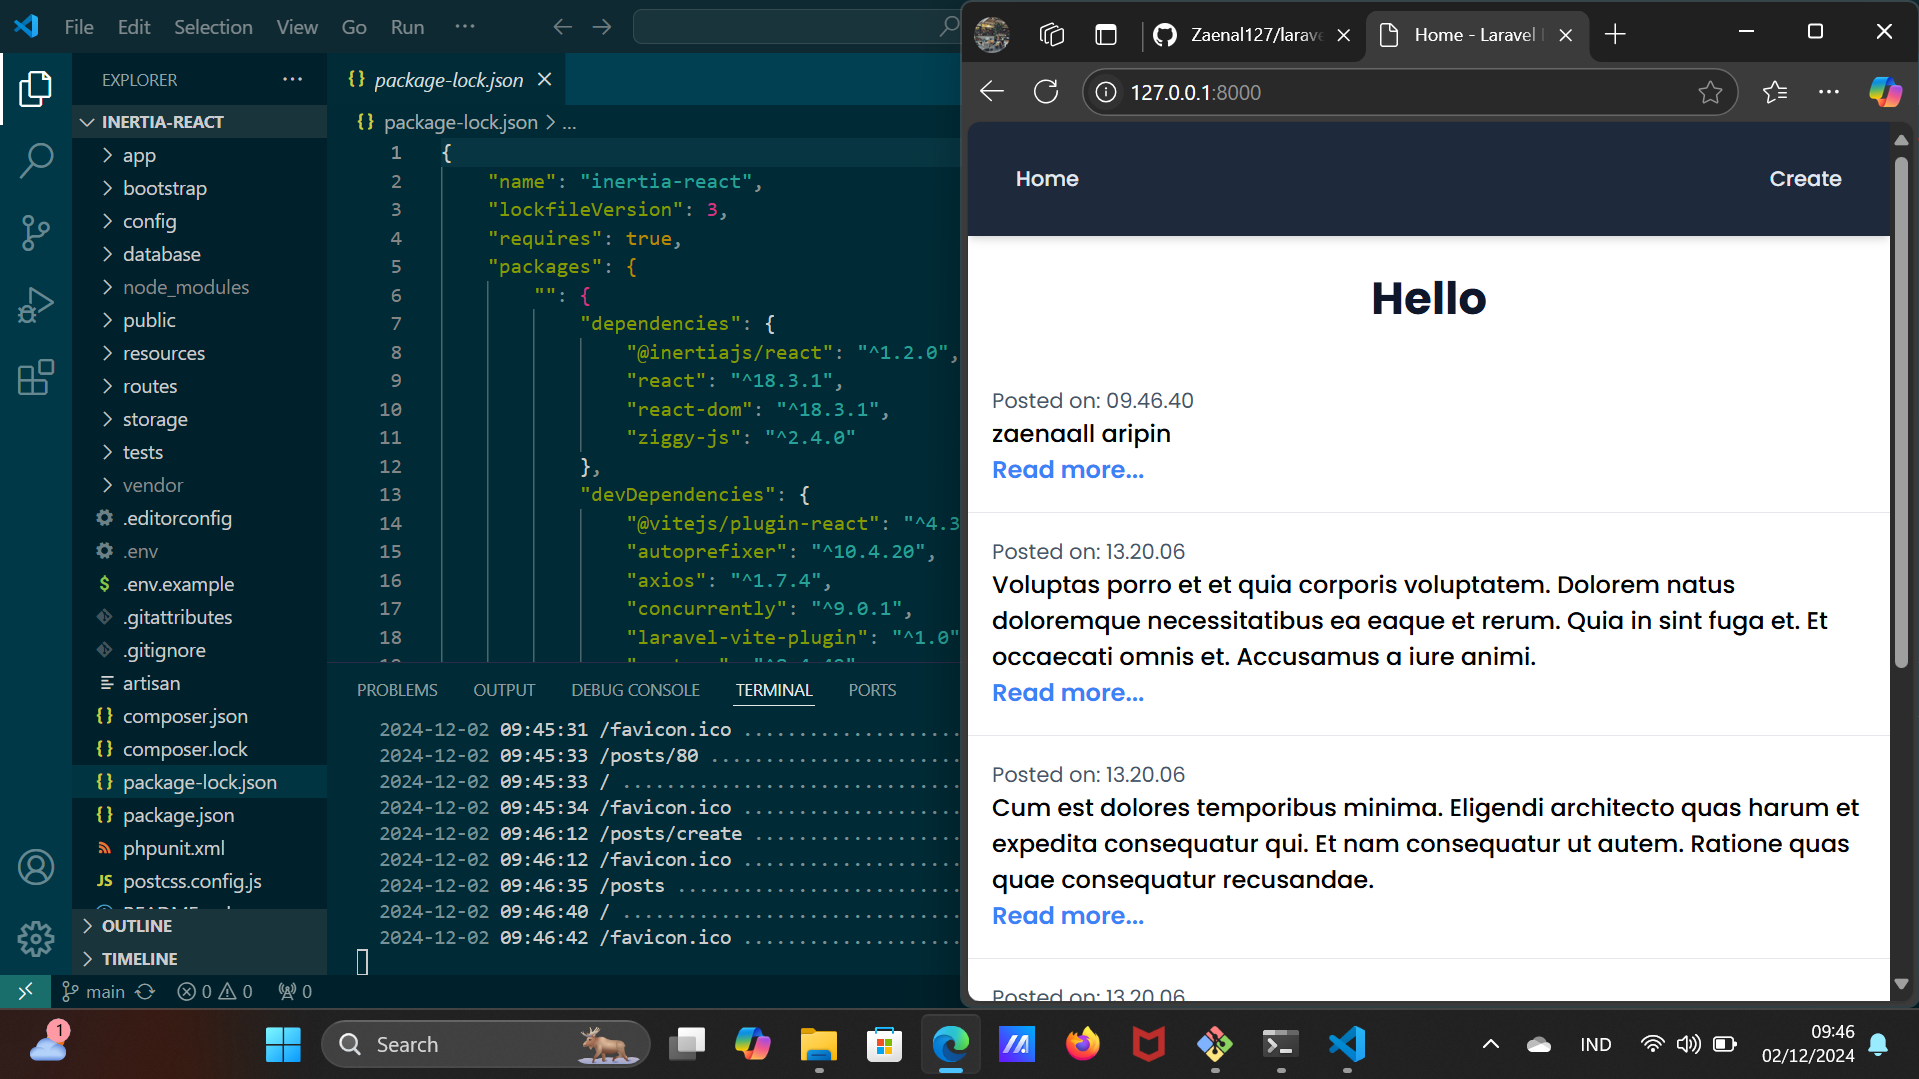 File Edit Selection View Go Run ...
EXPLORER ...
INERTIA-REACT
app
bootstrap
config
database
node_modules
public
resources
routes
storage
tests
vendor
.editorconfig
.env
.env.example
.gitattributes
.gitignore
artisan
composer.json
composer.lock
package-lock.json
package.json
phpunit.xml
JS postcss.config.js
OUTLINE
TIMELINE
{} package-lock.json
{} package-lock.json > ...
1 {
2 "name": "inertia-react",
3 "lockfileVersion": 3,
4 "requires": true,
5 "packages": {
6 "": {
7 "dependencies": {
8 "@inertiajs/react": "^1.2.0",
9 "react": "^18.3.1",
10 "react-dom": "^18.3.1",
11 "ziggy-js": "^2.4.0"
12 },
13 "devDependencies": {
14 "@vitejs/plugin-react": "^4.3
15 "autoprefixer": "^10.4.20",
16 "axios": "^1.7.4",
17 "concurrently": "^9.0.1",
18 "laravel-vite-plugin": "^1.0"
PROBLEMS OUTPUT DEBUG CONSOLE TERMINAL PORTS
2024-12-02 09:45:31 /favicon.ico ....................
2024-12-02 09:45:33 /posts/80 .......................
2024-12-02 09:45:33 / ...............................
2024-12-02 09:45:34 /favicon.ico ....................
2024-12-02 09:46:12 /posts/create ...................
2024-12-02 09:46:12 /favicon.ico ....................
2024-12-02 09:46:35 /posts ..........................
2024-12-02 09:46:40 / ...............................
2024-12-02 09:46:42 /favicon.ico ....................
main 0 0 0
Zaenal127/larave Home - Laravel
127.0.0.1:8000
Home Create
Hello
Posted on: 09.46.40
zaenaall aripin
Read more...
Posted on: 13.20.06
Voluptas porro et et quia corporis voluptatem. Dolorem natus
doloremque necessitatibus ea eaque et rerum. Quia in sint fuga et. Et
occaecati omnis et. Accusamus a iure animi.
Read more...
Posted on: 13.20.06
Cum est dolores temporibus minima. Eligendi architecto quas harum et
expedita consequatur qui. Et nam consequatur ut autem. Ratione quas
quae consequatur recusandae.
Read more...
Posted on: 13.20.06
1
Search
IND
09:46
02/12/2024